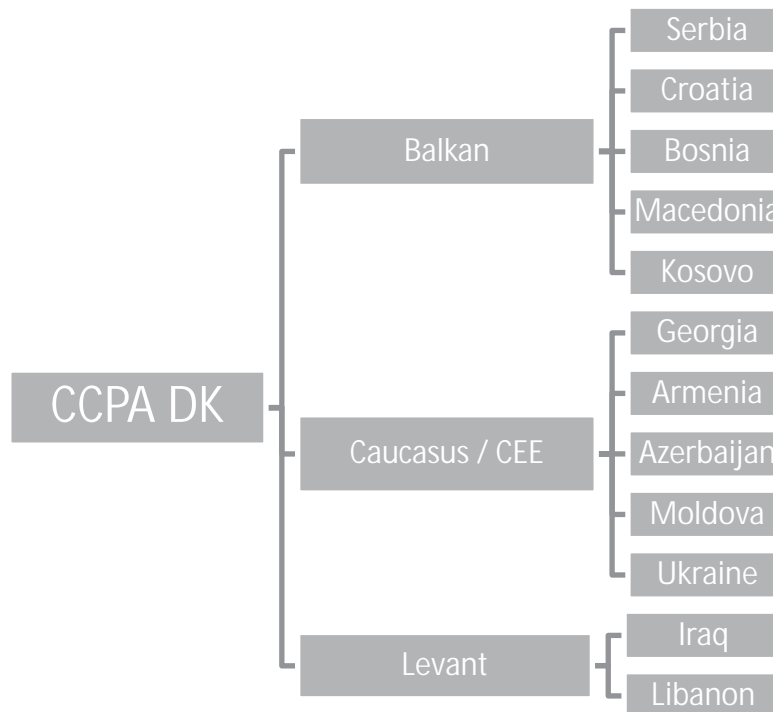 CCPA DK
Balkan
Serbia
Croatia
Bosnia
Macedonia
Kosovo
Caucasus / CEE
Georgia
Armenia
Azerbaijan
Moldova
Ukraine
Levant
Iraq
Libanon